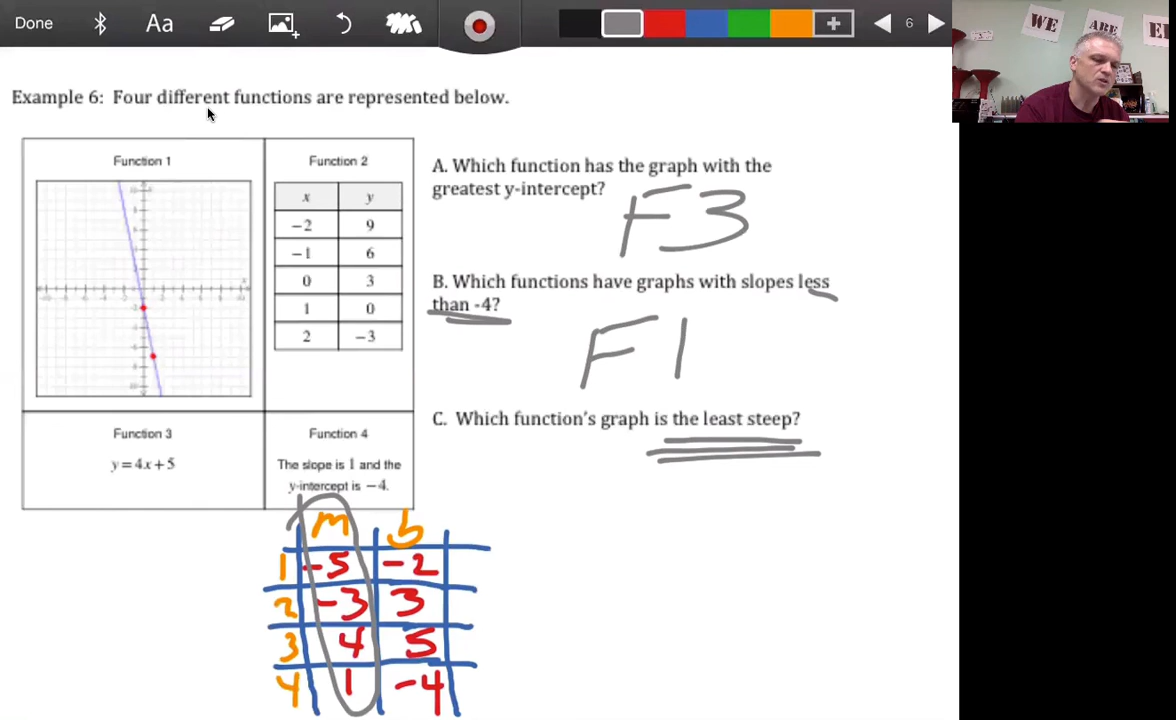 Done
Aa
6
WE
ARE
Example 6: Four different functions are represented below.
Function 1
Function 2
x y
−2 9
−1 6
0 3
1 0
2 −3
Function 3
y = 4x + 5
Function 4
The slope is 1 and the
y-intercept is −4.
A. Which function has the graph with the
greatest y-intercept?
F3
B. Which functions have graphs with slopes less
than -4?
F1
C. Which function's graph is the least steep?
m b
1 -5 -2
2 -3 3
3 4 5
4 1 -4